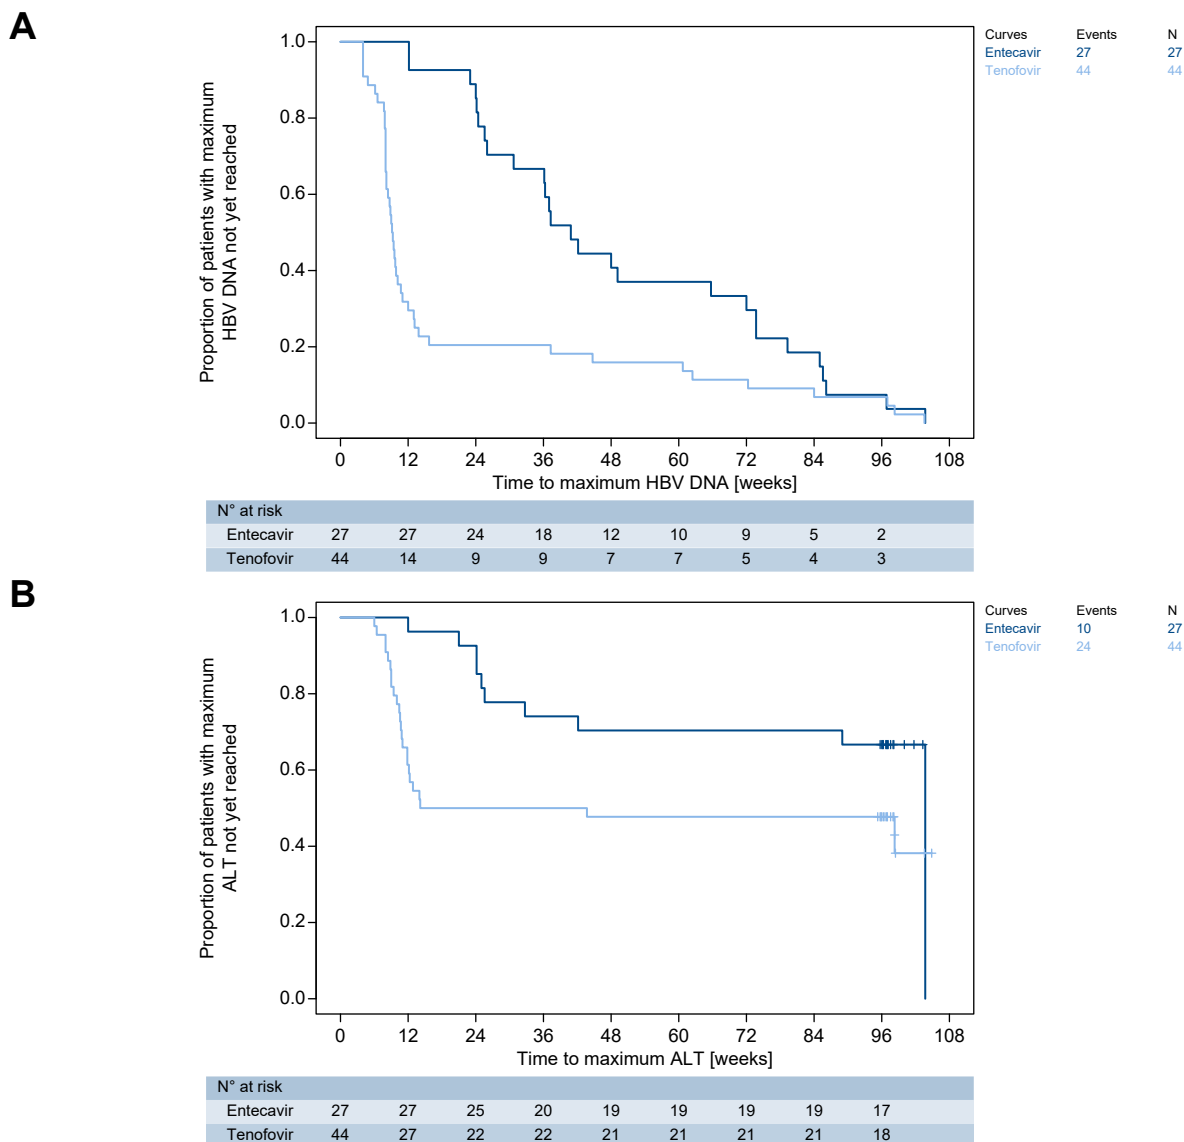 A
Proportion of patients with maximum
HBV DNA not yet reached
1.0
0.8
0.6
0.4
0.2
0.0
0 12 24 36 48 60 72 84 96 108
Time to maximum HBV DNA [weeks]
Curves Events N
Entecavir 27 27
Tenofovir 44 44
N° at risk
Entecavir 27 27 24 18 12 10 9 5 2
Tenofovir 44 14 9 9 7 7 5 4 3
B
Proportion of patients with maximum
ALT not yet reached
1.0
0.8
0.6
0.4
0.2
0.0
0 12 24 36 48 60 72 84 96 108
Time to maximum ALT [weeks]
Curves Events N
Entecavir 10 27
Tenofovir 24 44
N° at risk
Entecavir 27 27 25 20 19 19 19 19 17
Tenofovir 44 27 22 22 21 21 21 21 18